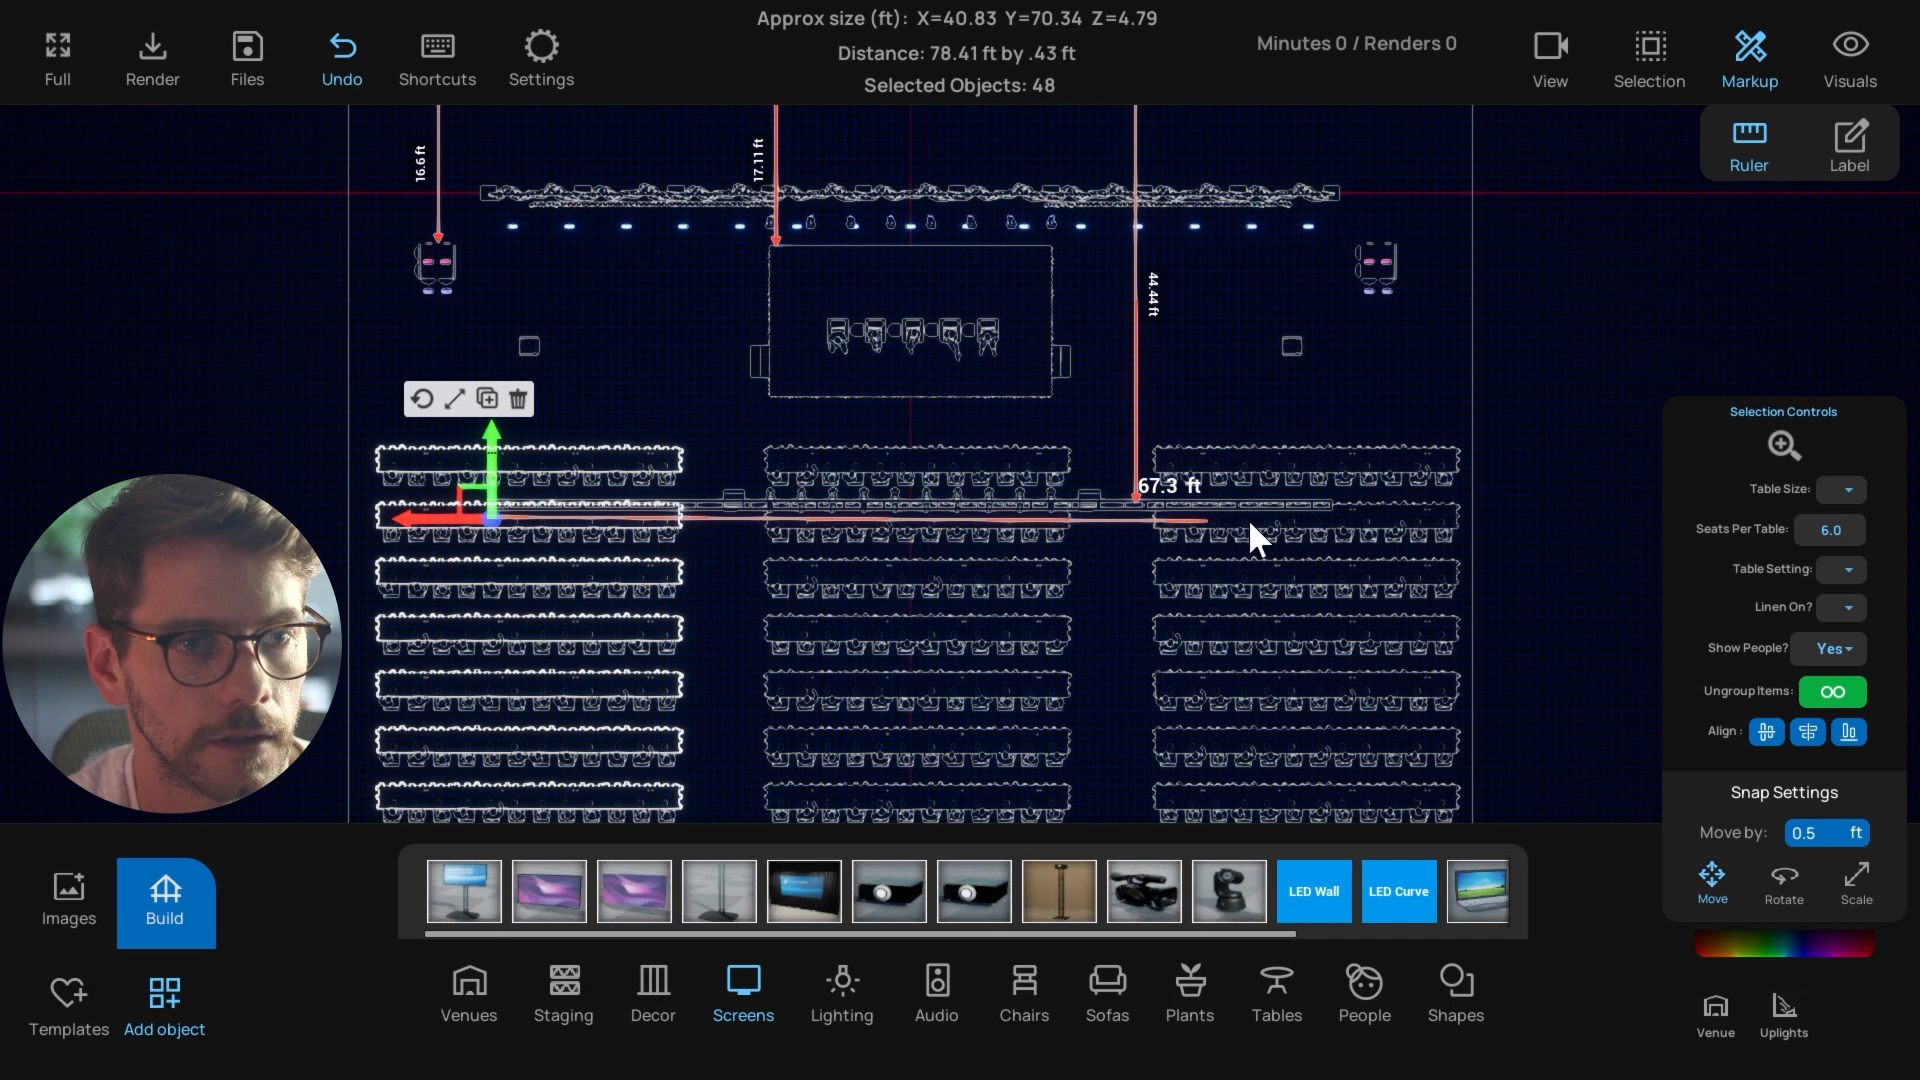 Approx size (ft): X=40.83 Y=70.34 Z=4.79
Distance: 78.41 ft by .43 ft
Selected Objects: 48
Minutes 0 / Renders 0
Full
Render
Files
Undo
Shortcuts
Settings
View
Selection
Markup
Visuals
Ruler
Label
16.6 ft
17.11 ft
44.44 ft
67.3 ft
Selection Controls
Table Size:
Seats Per Table: 6.0
Table Setting:
Linen On?
Show People? Yes
Ungroup Items:
Align :
Snap Settings
Move by: 0.5 ft
Move
Rotate
Scale
Images
Build
LED Wall
LED Curve
Templates
Add object
Venues
Staging
Decor
Screens
Lighting
Audio
Chairs
Sofas
Plants
Tables
People
Shapes
Venue
Uplights